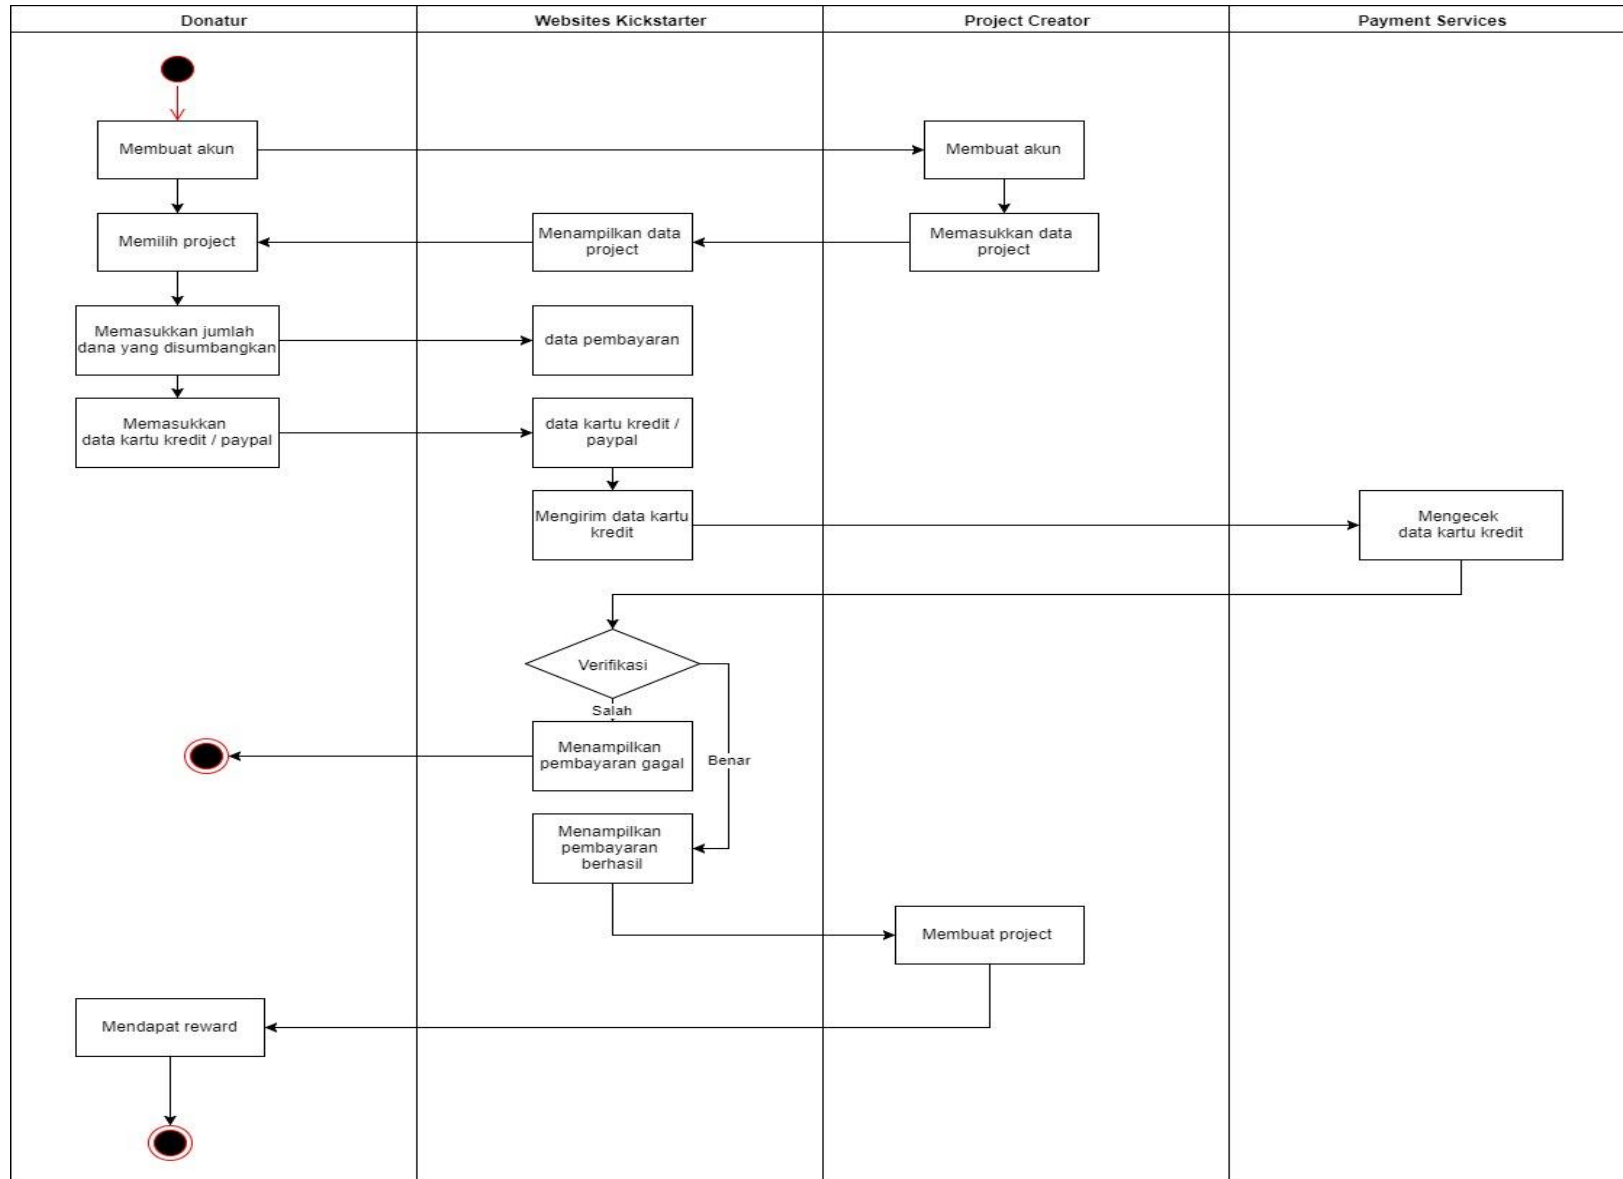 Donatur
Websites Kickstarter
Project Creator
Payment Services
Membuat akun
Membuat akun
Memilih project
Menampilkan data
project
Memasukkan data
project
Memasukkan jumlah
dana yang disumbangkan
data pembayaran
Memasukkan
data kartu kredit / paypal
data kartu kredit /
paypal
Mengirim data kartu
kredit
Mengecek
data kartu kredit
Verifikasi
Salah
Menampilkan
pembayaran gagal
Benar
Menampilkan
pembayaran
berhasil
Membuat project
Mendapat reward